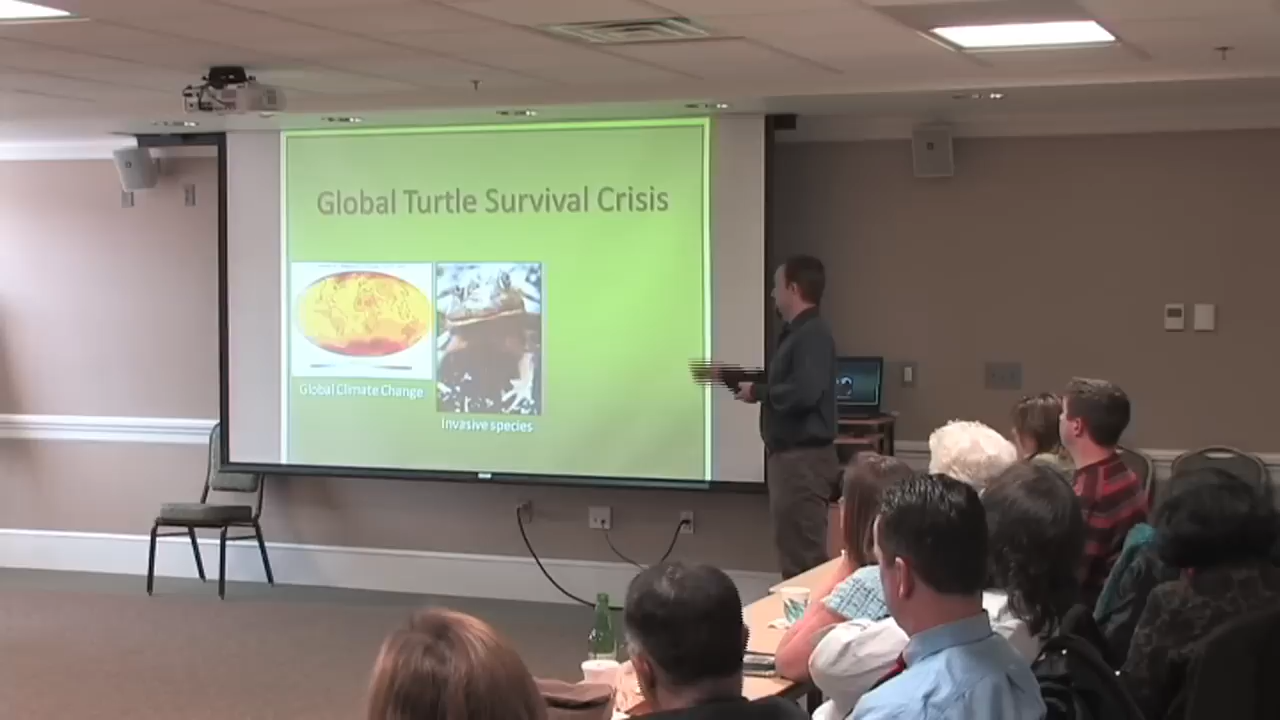 Global Turtle Survival Crisis
Global Climate Change
Invasive species